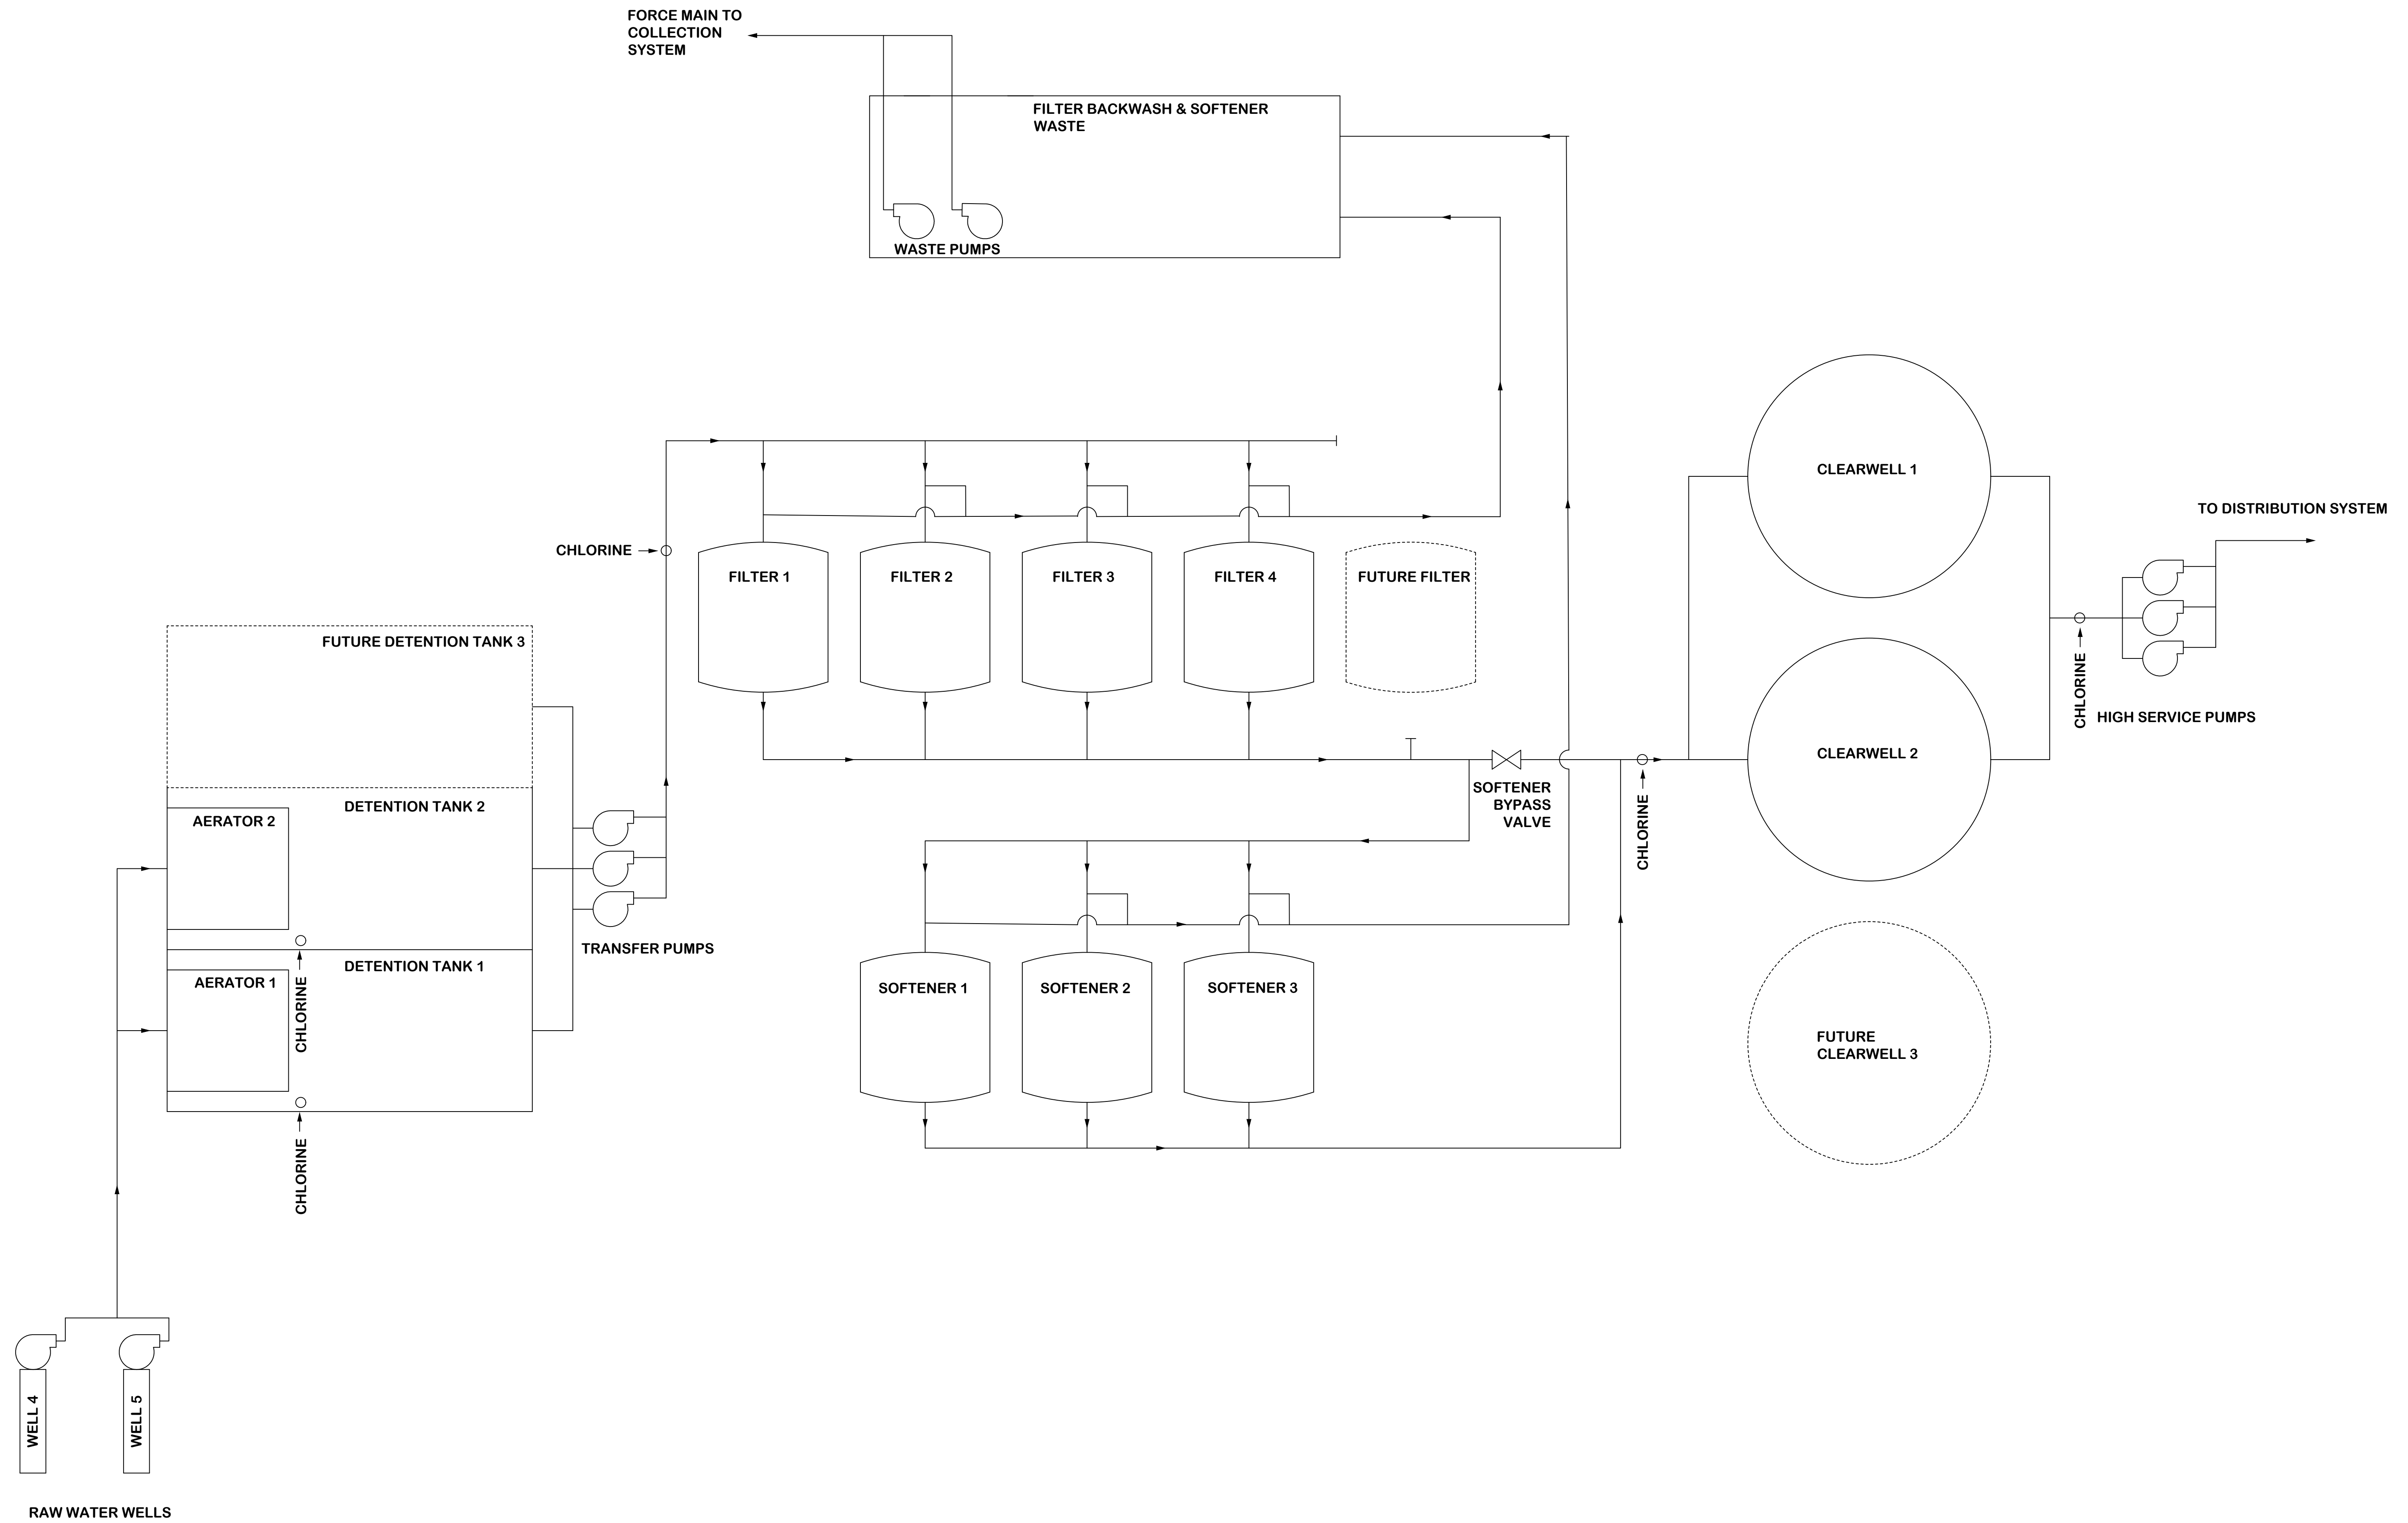 FORCE MAIN TO
COLLECTION
SYSTEM
FILTER BACKWASH & SOFTENER
WASTE
WASTE PUMPS
CHLORINE
FILTER 1
FILTER 2
FILTER 3
FILTER 4
FUTURE FILTER
CLEARWELL 1
TO DISTRIBUTION SYSTEM
CHLORINE
HIGH SERVICE PUMPS
FUTURE DETENTION TANK 3
DETENTION TANK 2
AERATOR 2
CHLORINE
DETENTION TANK 1
AERATOR 1
CHLORINE
TRANSFER PUMPS
SOFTENER
BYPASS
VALVE
CHLORINE
CLEARWELL 2
SOFTENER 1
SOFTENER 2
SOFTENER 3
FUTURE
CLEARWELL 3
WELL 4
WELL 5
RAW WATER WELLS